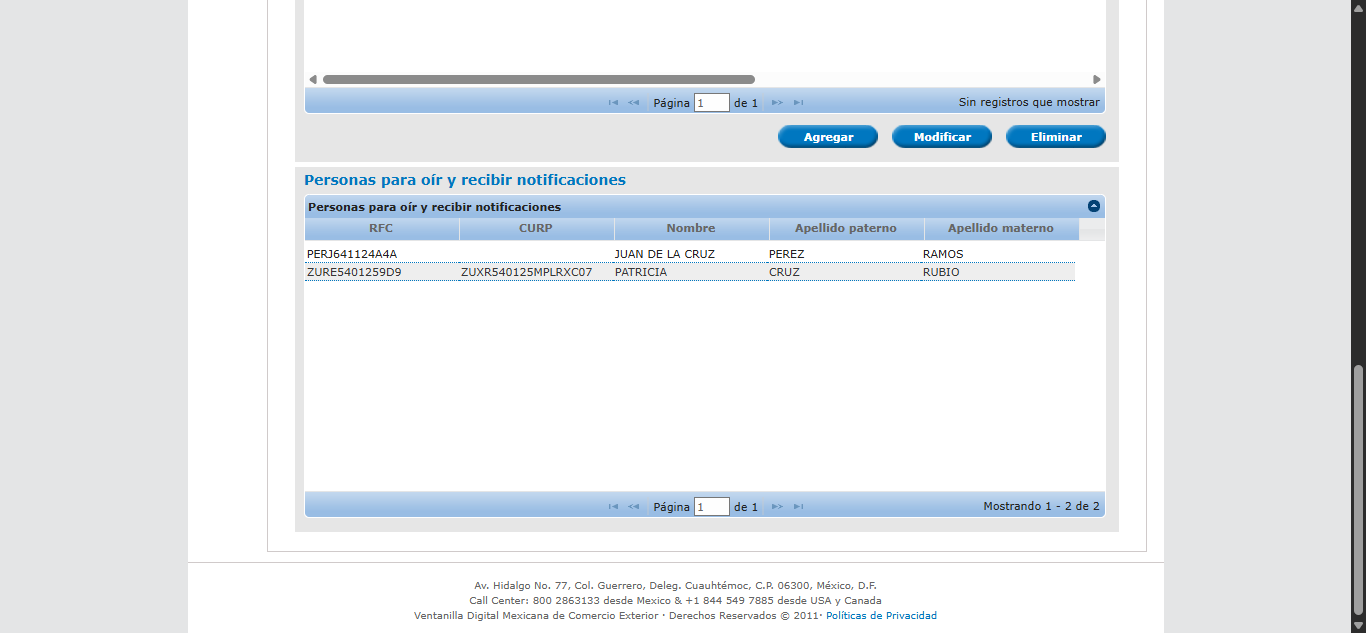 Página 1 de 1 Sin registros que mostrar
Agregar Modificar Eliminar
Personas para oír y recibir notificaciones
Personas para oír y recibir notificaciones
RFC CURP Nombre Apellido paterno Apellido materno
PERJ641124A4A JUAN DE LA CRUZ PEREZ RAMOS
ZURE5401259D9 ZUXR540125MPLRXC07 PATRICIA CRUZ RUBIO
Página 1 de 1 Mostrando 1 - 2 de 2
Av. Hidalgo No. 77, Col. Guerrero, Deleg. Cuauhtémoc, C.P. 06300, México, D.F.
Call Center: 800 2863133 desde Mexico & +1 844 549 7885 desde USA y Canada
Ventanilla Digital Mexicana de Comercio Exterior · Derechos Reservados © 2011· Políticas de Privacidad